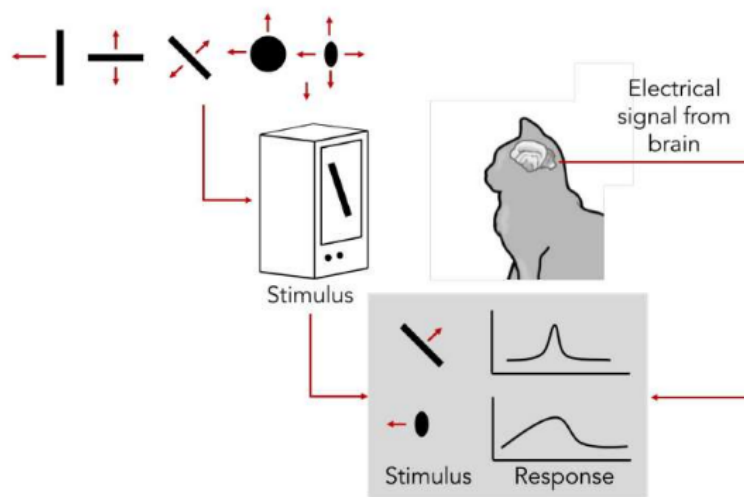 Electrical
signal from
brain
Stimulus
Stimulus
Response